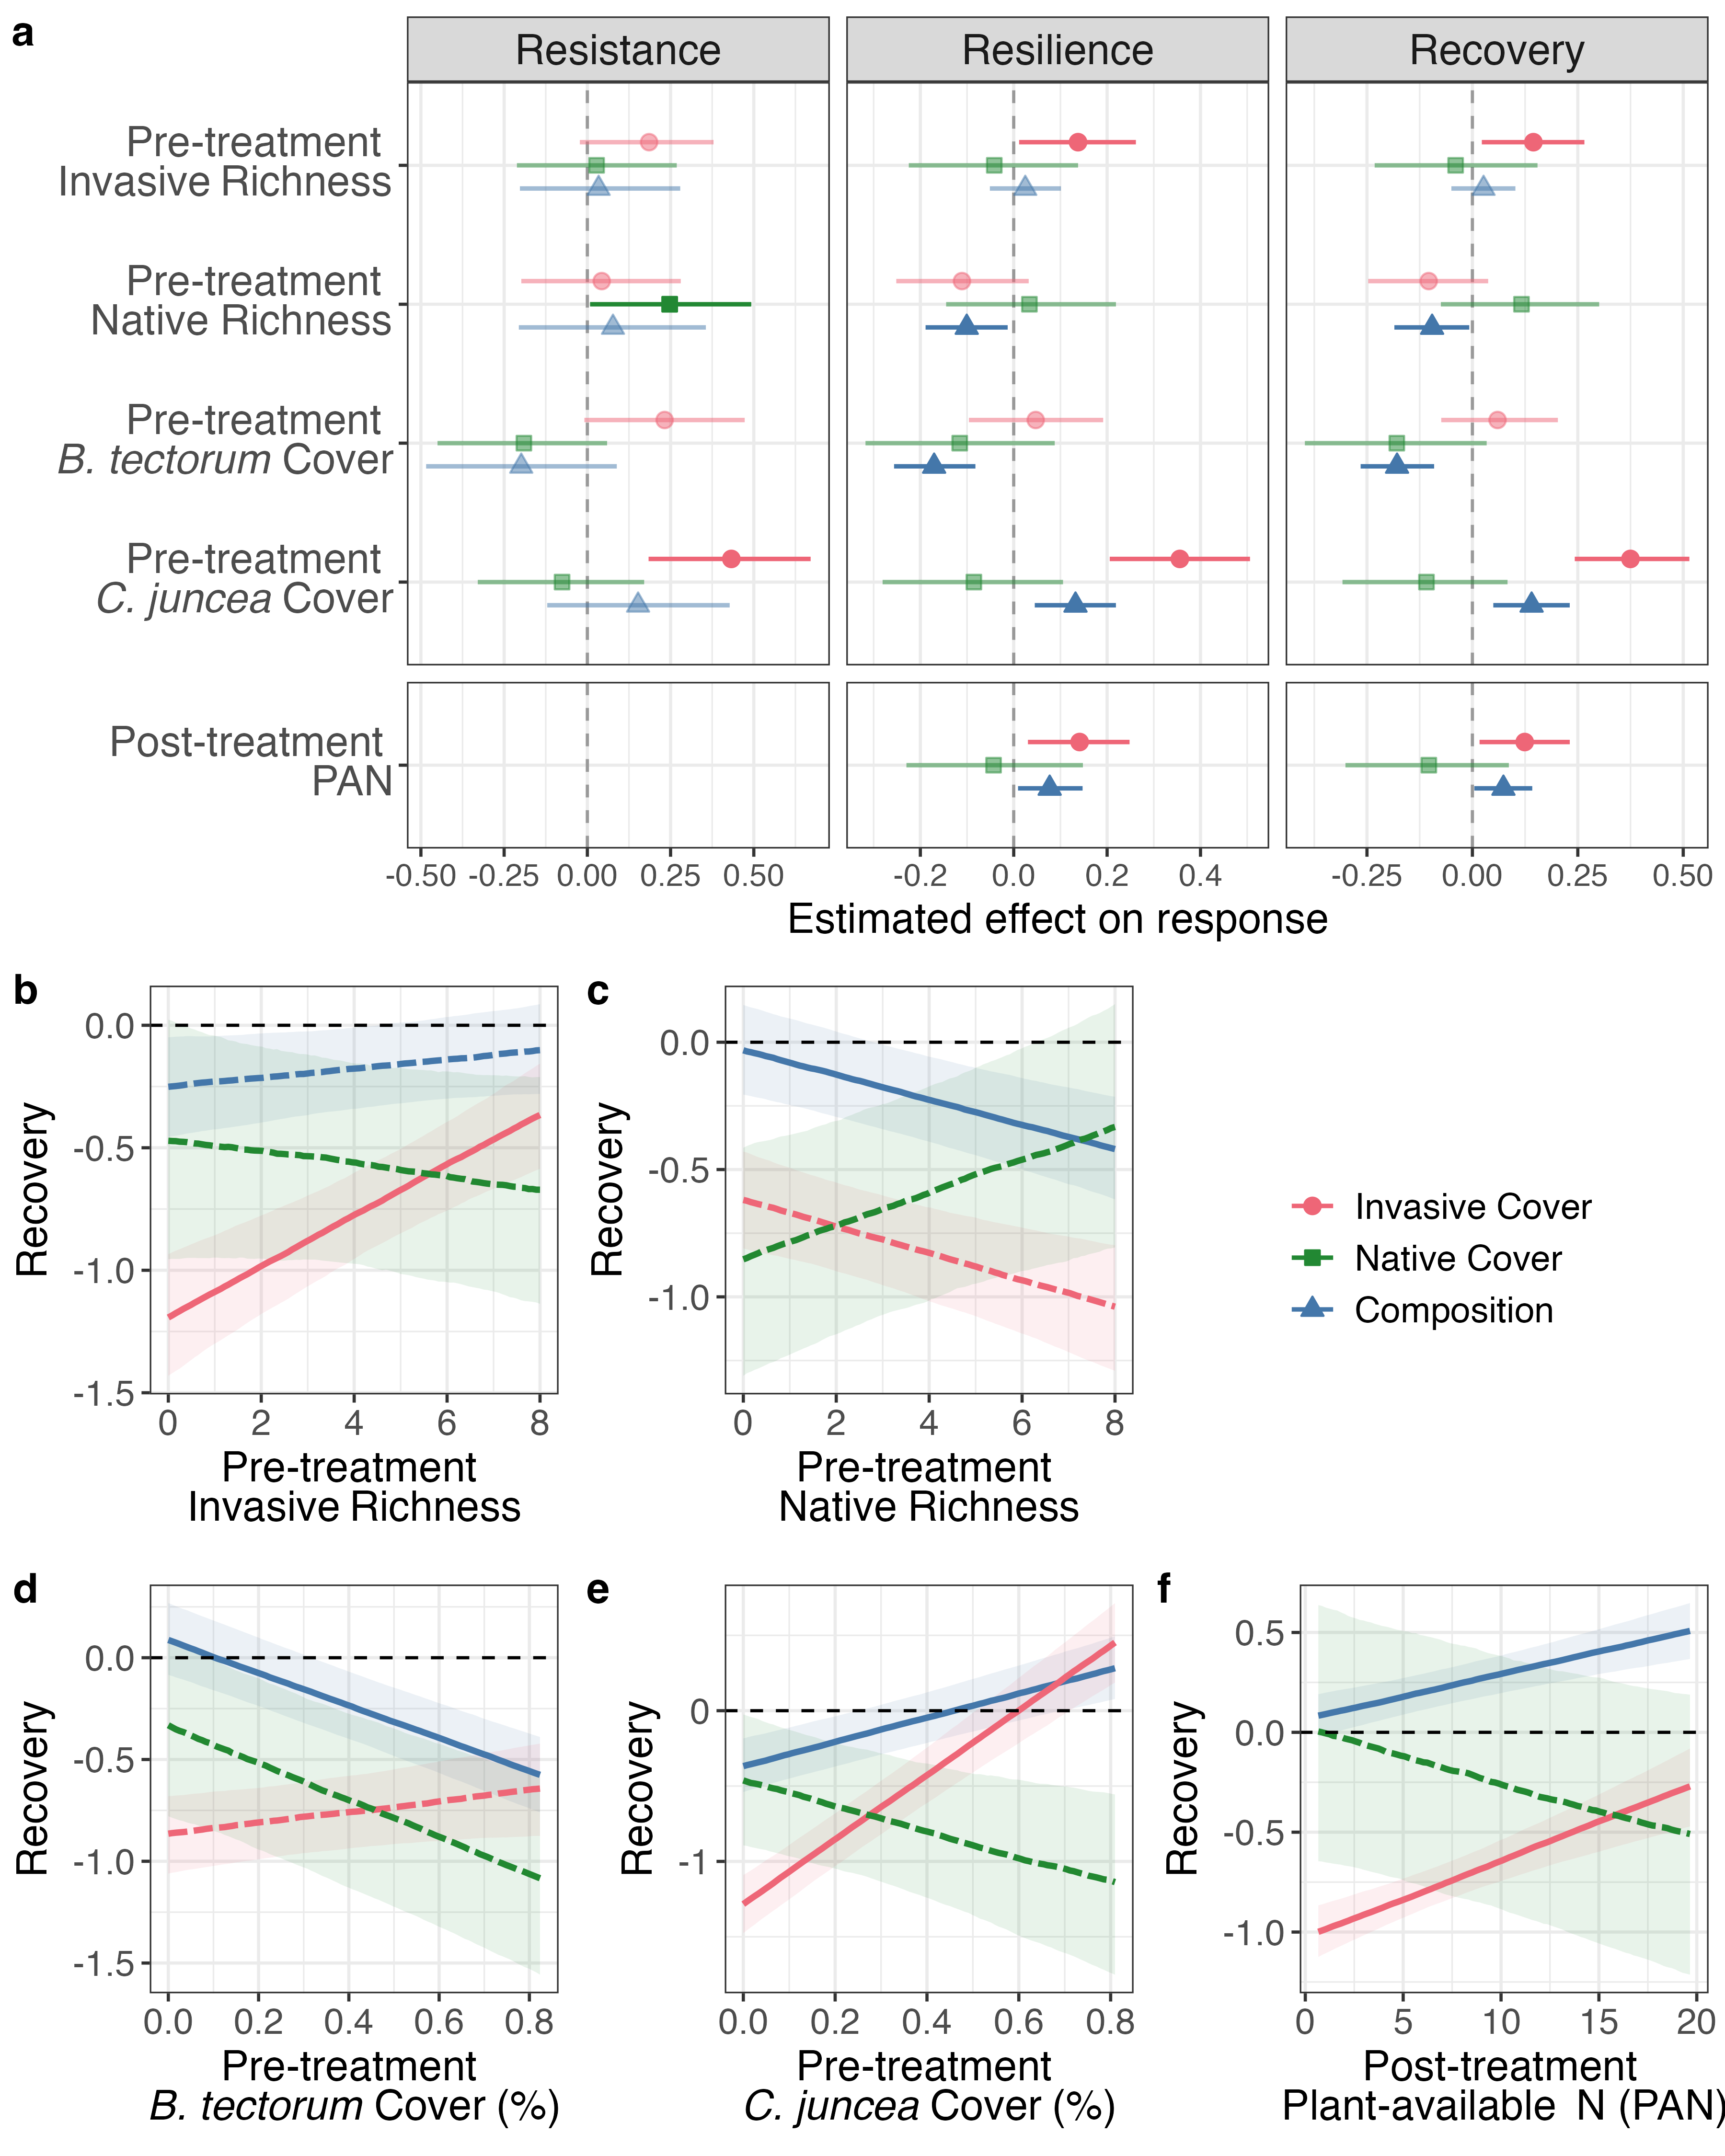 a
Resistance Resilience Recovery
Pre-treatment
Invasive Richness
Pre-treatment
Native Richness
Pre-treatment
B. tectorum Cover
Pre-treatment
C. juncea Cover
Post-treatment
PAN
-0.50 -0.25 0.00 0.25 0.50 -0.2 0.0 0.2 0.4 -0.25 0.00 0.25 0.50
Estimated effect on response
b
Recovery
0.0
-0.5
-1.0
-1.5
0 2 4 6 8
Pre-treatment
Invasive Richness
c
Recovery
0.0
-0.5
-1.0
0 2 4 6 8
Pre-treatment
Native Richness
Invasive Cover
Native Cover
Composition
d
Recovery
0.0
-0.5
-1.0
-1.5
0.0 0.2 0.4 0.6 0.8
Pre-treatment
B. tectorum Cover (%)
e
Recovery
0
-1
0.0 0.2 0.4 0.6 0.8
Pre-treatment
C. juncea Cover (%)
f
Recovery
0.5
0.0
-0.5
-1.0
0 5 10 15 20
Post-treatment
Plant-available N (PAN)